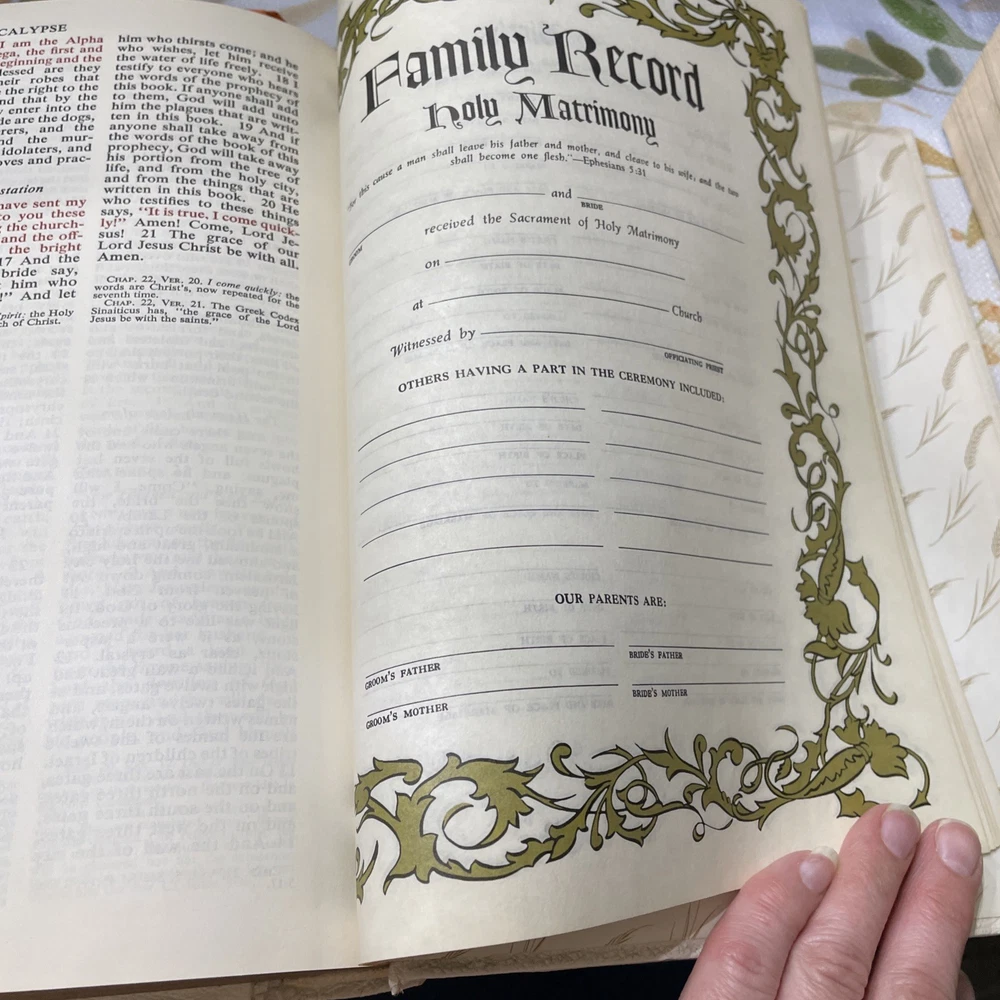 CALYPSE
I am the Alpha
ega, the first and
eginning and the
lessed are they
heir robes that
the right to the
nd that by the
enter into the
de are the dogs,
rers, and the
nd the mur-
idolaters, and
oves and prac-
station
have sent my
to you these
g the church-
and the off-
the bright
17 And the
bride say,
him who
!" And let
Spirit: the Holy
ch of Christ.
him who thirsts come; and he
who wishes, let him receive
the water of life freely. I
testify to everyone who hears
the words of the prophecy of
this book. If anyone shall add
to them, God will add unto
him the plagues that are writ-
ten in this book. 19 And if
anyone shall take away from
the words of the book of this
prophecy, God will take away
his portion from the tree of
life, and from the holy city,
and from the things that are
written in this book. 20 He
who testifies to these things
says, "It is true, I come quick-
ly!" Amen! Come, Lord Je-
sus! 21 The grace of our
Lord Jesus Christ be with all.
Amen.
CHAP. 22, VER. 20. I come quickly: the
words are Christ's, now repeated for the
seventh time.
CHAP. 22, VER. 21. The Greek Codex
Sinaiticus has, "the grace of the Lord
Jesus be with the saints."
Family Record
Holy Matrimony
this cause a man shall leave his father and mother, and cleave to his wife, and the two
shall become one flesh."—Ephesians 5:31
and
GROOM
BRIDE
received the Sacrament of Holy Matrimony
on
at
Church
Witnessed by
OFFICIATING PRIEST
OTHERS HAVING A PART IN THE CEREMONY INCLUDED:
OUR PARENTS ARE:
GROOM'S FATHER
BRIDE'S FATHER
GROOM'S MOTHER
BRIDE'S MOTHER